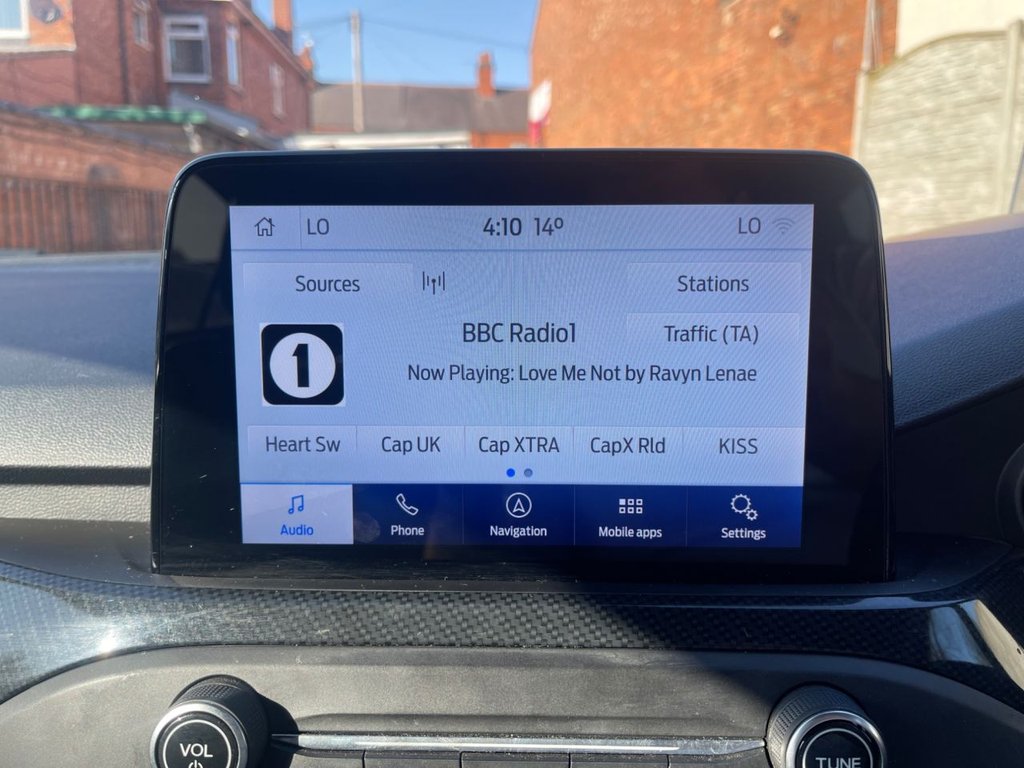 LO 4:10 14° LO
Sources Stations
1 BBC Radio1 Traffic (TA)
Now Playing: Love Me Not by Ravyn Lenae
Heart Sw Cap UK Cap XTRA CapX Rld KISS
Audio Phone Navigation Mobile apps Settings
VOL TUNE